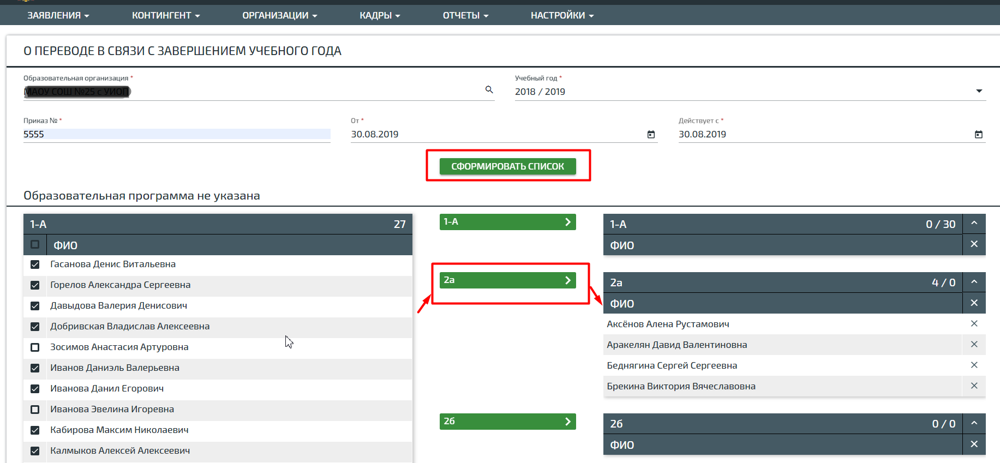 ЗАЯВЛЕНИЯ КОНТИНГЕНТ ОРГАНИЗАЦИИ КАДРЫ ОТЧЕТЫ НАСТРОЙКИ
О ПЕРЕВОДЕ В СВЯЗИ С ЗАВЕРШЕНИЕМ УЧЕБНОГО ГОДА
Образовательная организация * Учебный год *
МАОУ СОШ №25 с УИОП 2018 / 2019
Приказ № * От * Действует с *
5555 30.08.2019 30.08.2019
СФОРМИРОВАТЬ СПИСОК
Образовательная программа не указана
1-А 27
ФИО
Гасанова Денис Витальевна
Горелов Александра Сергеевна
Давыдова Валерия Денисович
Добривская Владислав Алексеевна
Зосимов Анастасия Артуровна
Иванов Даниэль Валерьевна
Иванова Данил Егорович
Иванова Эвелина Игоревна
Кабирова Максим Николаевич
Калмыков Алексей Алексеевич
1-А
2а
2б
1-А 0 / 30
ФИО
2а 4 / 0
ФИО
Аксёнов Алена Рустамович
Аракелян Давид Валентиновна
Беднягина Сергей Сергеевна
Брекина Виктория Вячеславовна
2б 0 / 0
ФИО